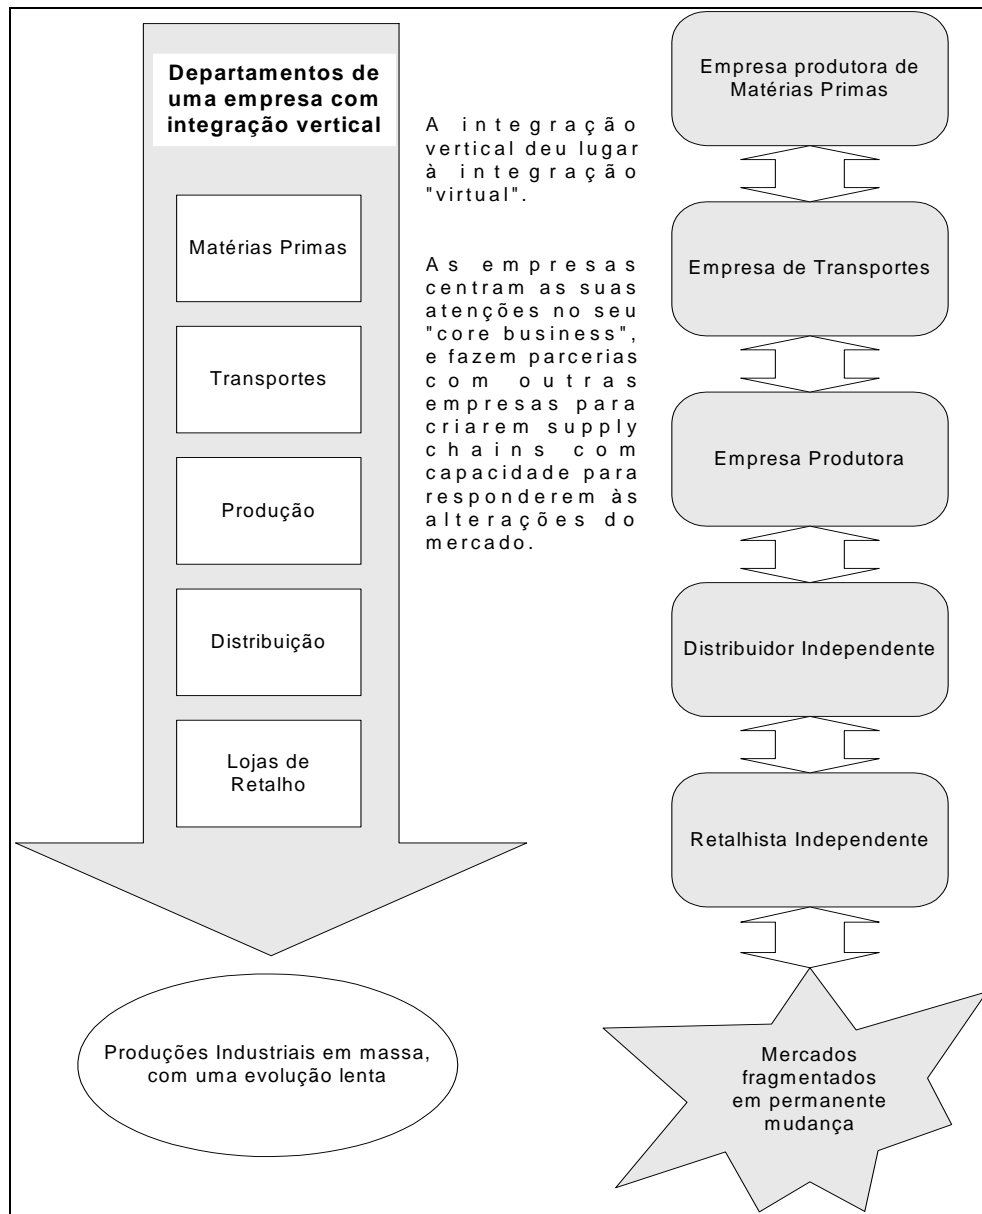 Departamentos de
uma empresa com
integração vertical
Matérias Primas
Transportes
Produção
Distribuição
Lojas de
Retalho
Produções Industriais em massa,
com uma evolução lenta
A integração
vertical deu lugar
à integração
"virtual".
As empresas
centram as suas
atenções no seu
"core business",
e fazem parcerias
com outras
empresas para
criarem supply
chains com
capacidade para
responderem às
alterações do
mercado.
Empresa produtora de
Matérias Primas
Empresa de Transportes
Empresa Produtora
Distribuidor Independente
Retalhista Independente
Mercados
fragmentados
em permanente
mudança